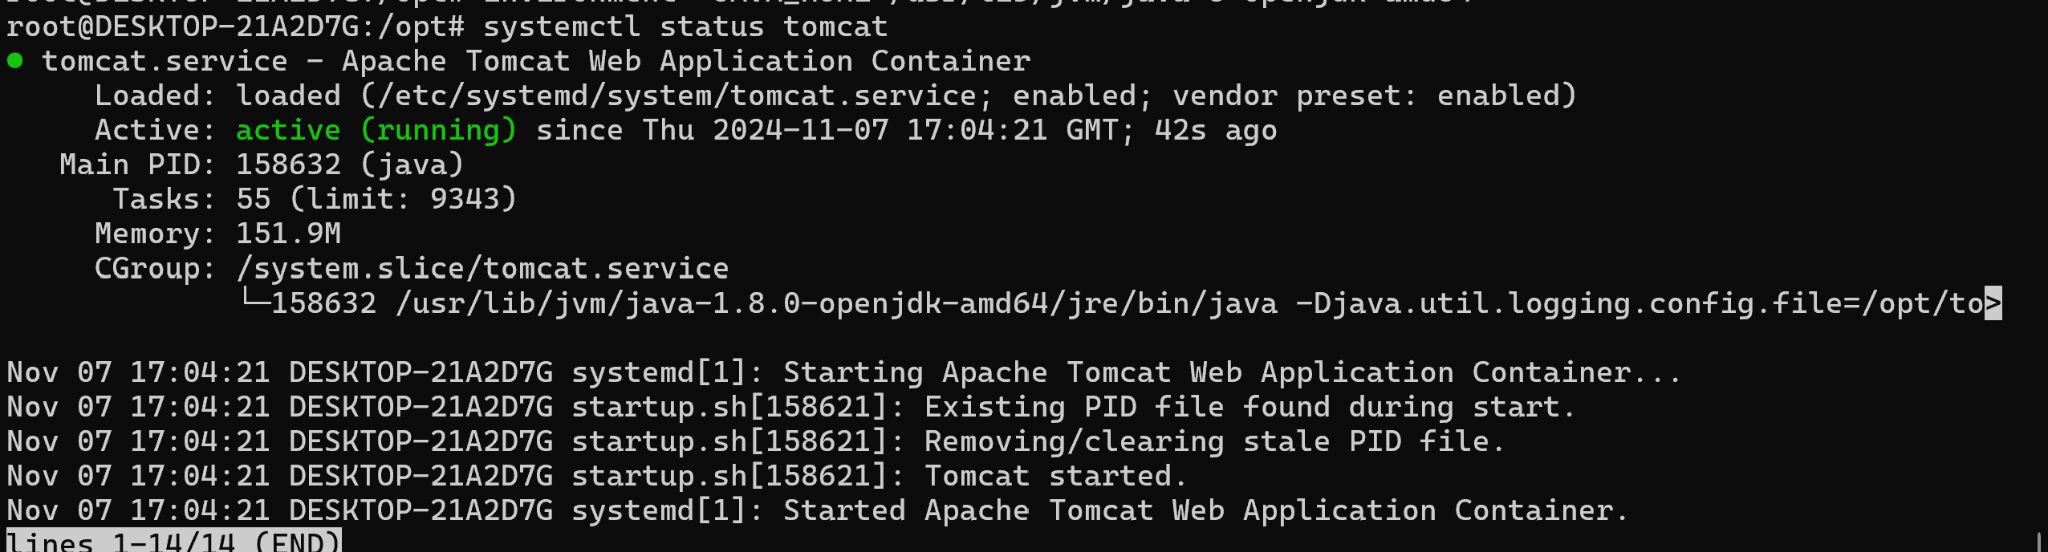 root@DESKTOP-21A2D7G:/opt# systemctl status tomcat
● tomcat.service - Apache Tomcat Web Application Container
     Loaded: loaded (/etc/systemd/system/tomcat.service; enabled; vendor preset: enabled)
     Active: active (running) since Thu 2024-11-07 17:04:21 GMT; 42s ago
   Main PID: 158632 (java)
      Tasks: 55 (limit: 9343)
     Memory: 151.9M
     CGroup: /system.slice/tomcat.service
             └─158632 /usr/lib/jvm/java-1.8.0-openjdk-amd64/jre/bin/java -Djava.util.logging.config.file=/opt/to>
Nov 07 17:04:21 DESKTOP-21A2D7G systemd[1]: Starting Apache Tomcat Web Application Container...
Nov 07 17:04:21 DESKTOP-21A2D7G startup.sh[158621]: Existing PID file found during start.
Nov 07 17:04:21 DESKTOP-21A2D7G startup.sh[158621]: Removing/clearing stale PID file.
Nov 07 17:04:21 DESKTOP-21A2D7G startup.sh[158621]: Tomcat started.
Nov 07 17:04:21 DESKTOP-21A2D7G systemd[1]: Started Apache Tomcat Web Application Container.
lines 1-14/14 (END)